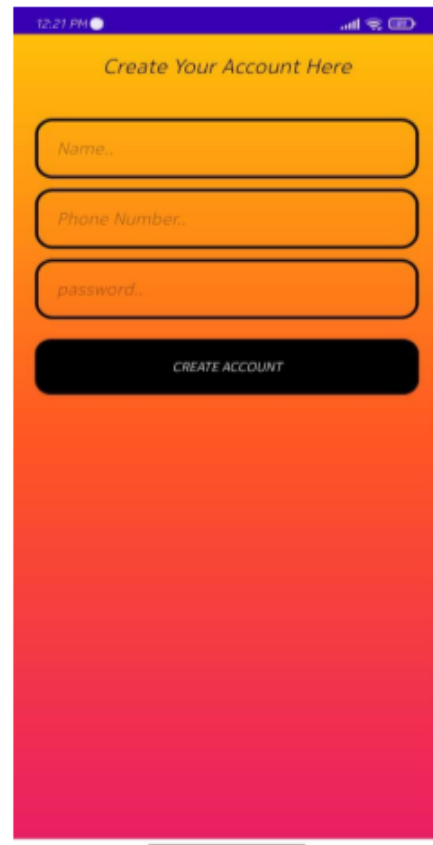 12:21 PM
Create Your Account Here
Name..
Phone Number..
password..
CREATE ACCOUNT